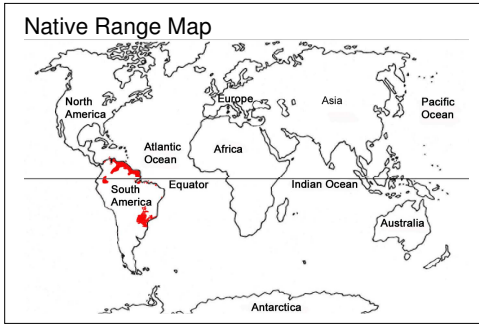 Native Range Map
North
America
Europe
Asia
Pacific
Ocean
Atlantic
Ocean
Africa
South
America
Equator
Indian Ocean
Australia
Antarctica